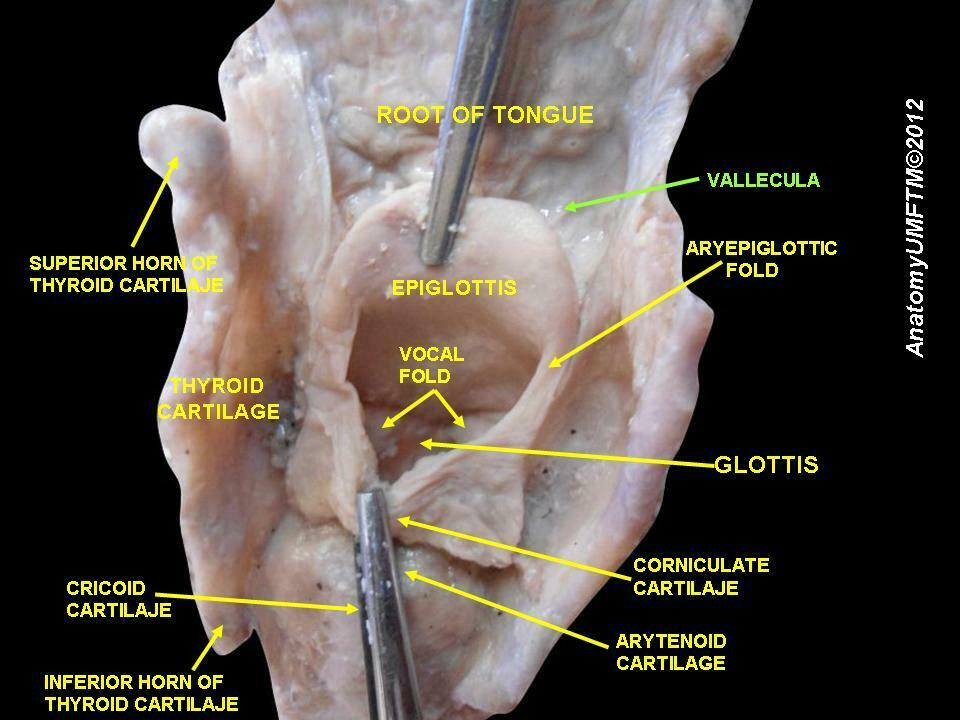 ROOT OF TONGUE
VALLECULA
ARYEPIGLOTTIC
FOLD
SUPERIOR HORN OF
THYROID CARTILAJE
EPIGLOTTIS
VOCAL
FOLD
THYROID
CARTILAGE
GLOTTIS
CORNICULATE
CARTILAJE
CRICOID
CARTILAJE
ARYTENOID
CARTILAGE
INFERIOR HORN OF
THYROID CARTILAJE
AnatomyUMFTM©2012